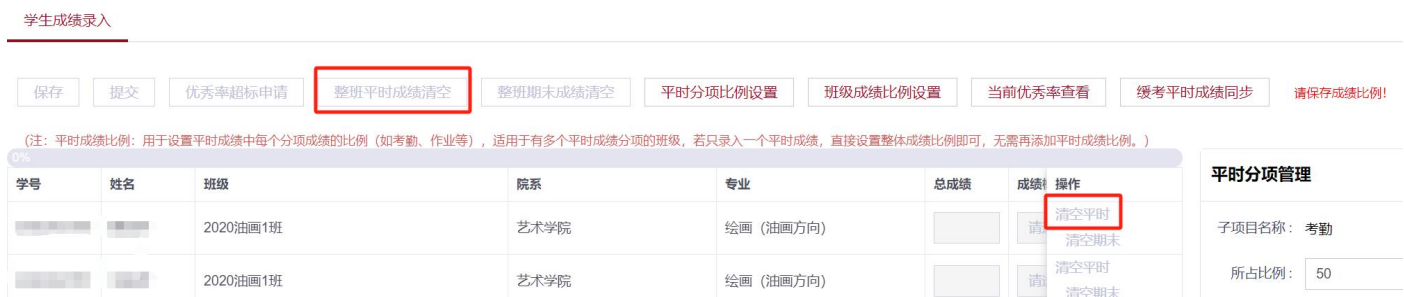 学生成绩录入
保存 提交 优秀率超标申请 整班平时成绩清空 整班期末成绩清空 平时分项比例设置 班级成绩比例设置 当前优秀率查看 缓考平时成绩同步 请保存成绩比例!
(注：平时成绩比例：用于设置平时成绩中每个分项成绩的比例（如考勤、作业等），适用于有多个平时成绩分项的班级，若只录入一个平时成绩，直接设置整体成绩比例即可，无需再添加平时成绩比例。)
0%
学号 姓名 班级 院系 专业 总成绩 成绩 操作
平时分项管理
2020油画1班 艺术学院 绘画（油画方向） 请 清空平时
清空期末
子项目名称： 考勤
2020油画1班 艺术学院 绘画（油画方向） 请 清空平时
清空期末
所占比例： 50